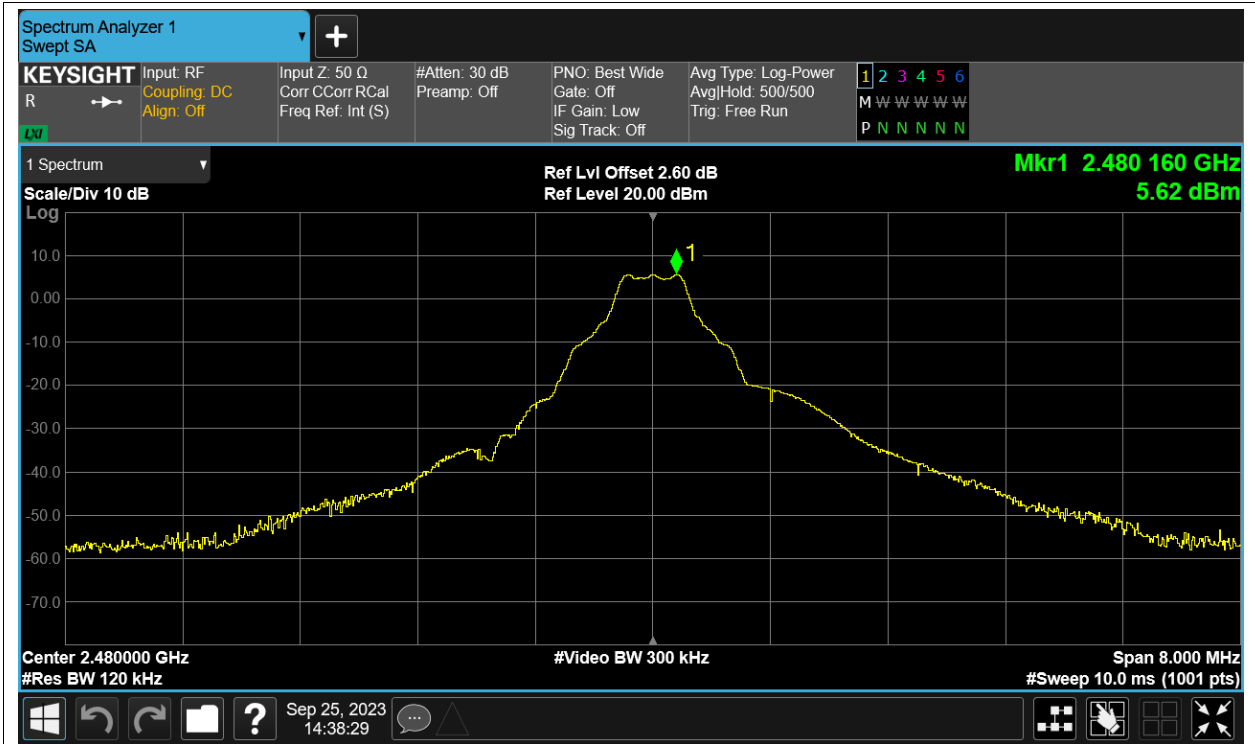 Spectrum Analyzer 1
Swept SA
KEYSIGHT
R
LXI
Input: RF
Coupling: DC
Align: Off
Input Z: 50 Ω
Corr CCorr RCal
Freq Ref: Int (S)
#Atten: 30 dB
Preamp: Off
PNO: Best Wide
Gate: Off
IF Gain: Low
Sig Track: Off
Avg Type: Log-Power
Avg|Hold: 500/500
Trig: Free Run
1 2 3 4 5 6
M W W W W W
P N N N N N
1 Spectrum
Scale/Div 10 dB
Log
Ref Lvl Offset 2.60 dB
Ref Level 20.00 dBm
Mkr1 2.480 160 GHz
5.62 dBm
1
10.0
0.00
-10.0
-20.0
-30.0
-40.0
-50.0
-60.0
-70.0
Center 2.480000 GHz
#Video BW 300 kHz
Span 8.000 MHz
#Res BW 120 kHz
#Sweep 10.0 ms (1001 pts)
?
Sep 25, 2023
14:38:29